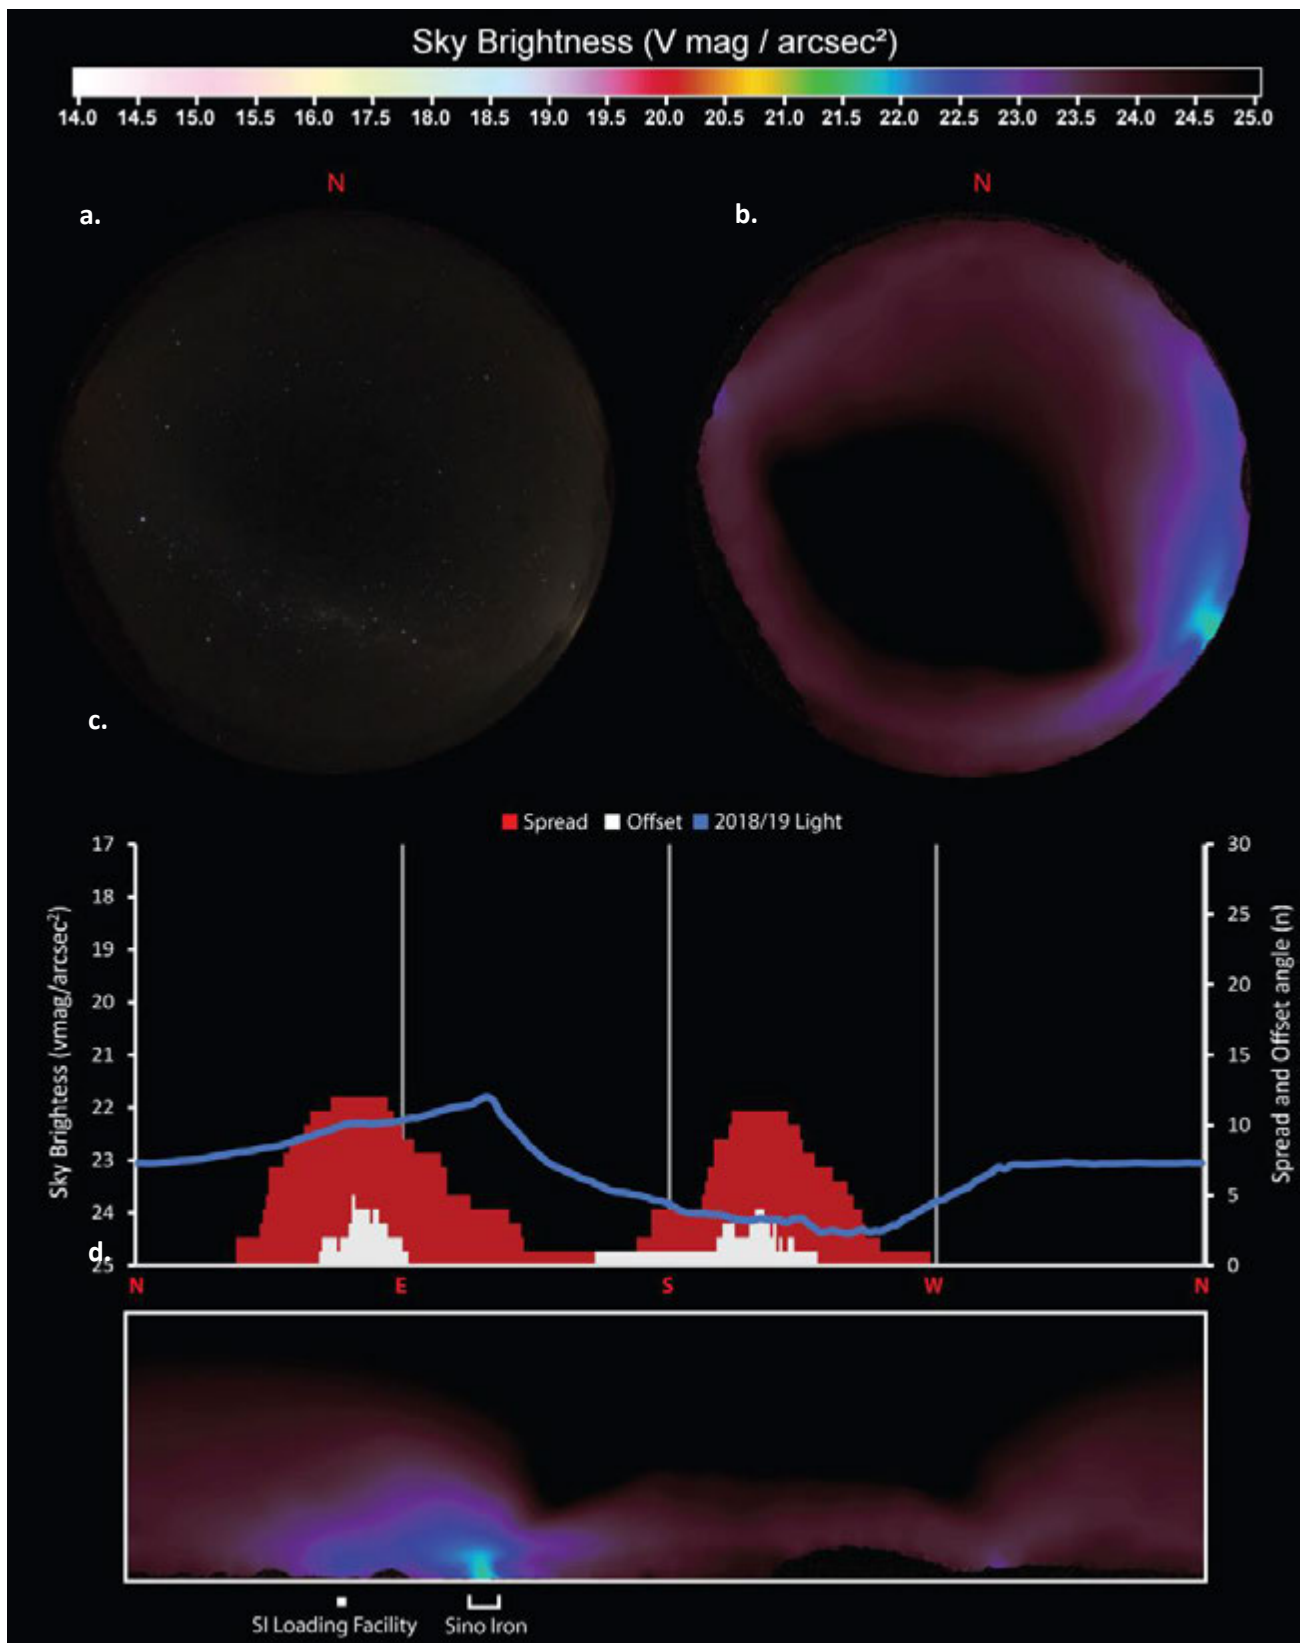 Sky Brightness (V mag / arcsec²)
14.0 14.5 15.0 15.5 16.0 17.5 18.0 18.5 19.0 19.5 20.0 20.5 21.0 21.5 22.0 22.5 23.0 23.5 24.0 24.5 25.0
N N
a. b.
c.
Spread Offset 2018/19 Light
Sky Brightess (vmag/arcsec²)
17
18
19
20
21
22
23
24
25
30
25
20
15
10
5
0
Spread and Offset angle (n)
d.
N E S W N
SI Loading Facility Sino Iron